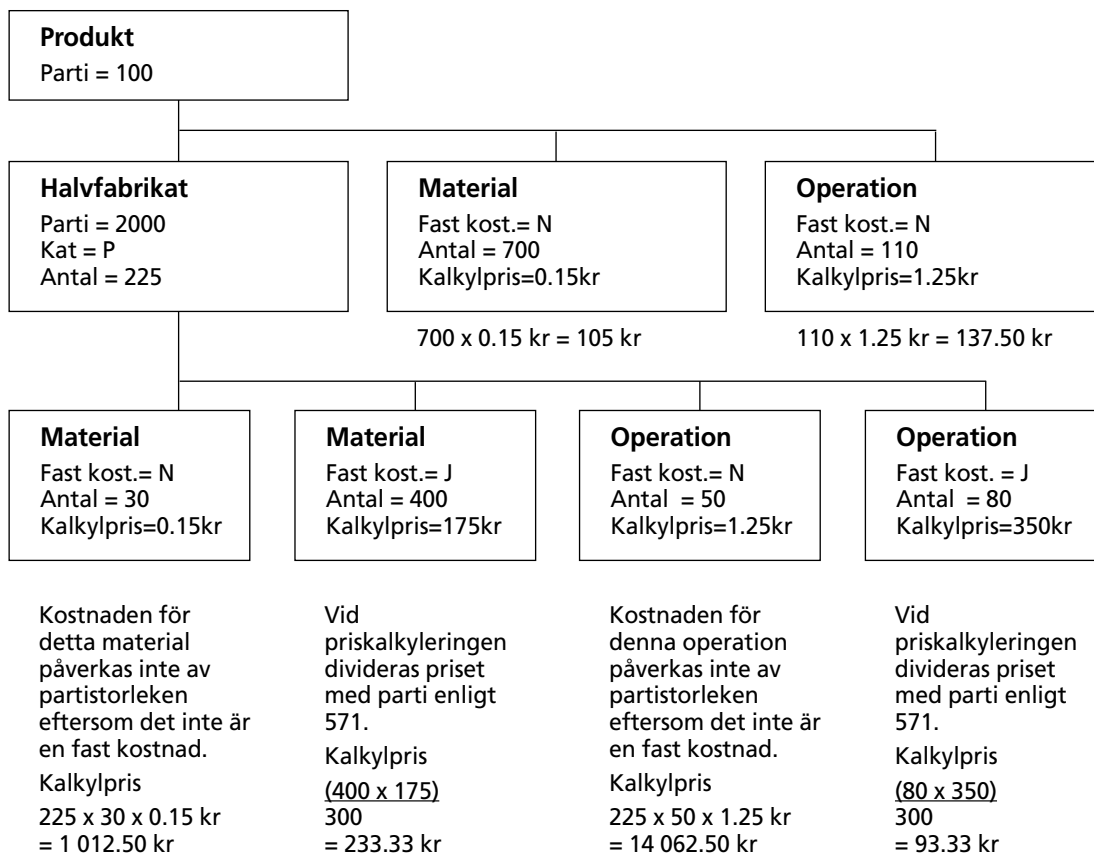 Produkt
Parti = 100
Halvfabrikat
Parti = 2000
Kat = P
Antal = 225
Material
Fast kost.= N
Antal = 700
Kalkylpris=0.15kr
700 x 0.15 kr = 105 kr
Operation
Fast kost.= N
Antal = 110
Kalkylpris=1.25kr
110 x 1.25 kr = 137.50 kr
Material
Fast kost.= N
Antal = 30
Kalkylpris=0.15kr
Kostnaden för
detta material
påverkas inte av
partistorleken
eftersom det inte är
en fast kostnad.
Kalkylpris
225 x 30 x 0.15 kr
= 1 012.50 kr
Material
Fast kost.= J
Antal = 400
Kalkylpris=175kr
Vid
priskalkyleringen
divideras priset
med parti enligt
571.
Kalkylpris
(400 x 175)
300
= 233.33 kr
Operation
Fast kost.= N
Antal  = 50
Kalkylpris=1.25kr
Kostnaden för
denna operation
påverkas inte av
partistorleken
eftersom det inte är
en fast kostnad.
Kalkylpris
225 x 50 x 1.25 kr
= 14 062.50 kr
Operation
Fast kost. = J
Antal  = 80
Kalkylpris=350kr
Vid
priskalkyleringen
divideras priset
med parti enligt
571.
Kalkylpris
(80 x 350)
300
= 93.33 kr